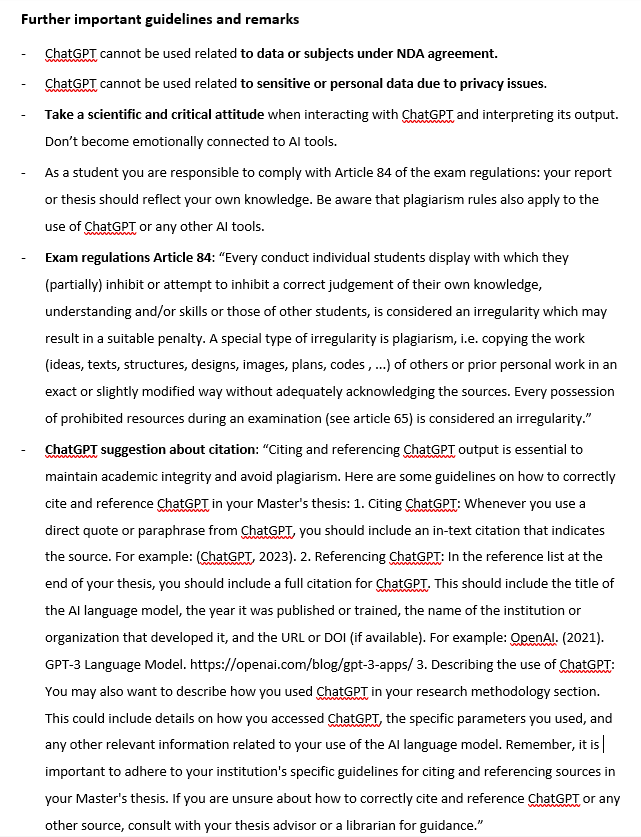 Further important guidelines and remarks
- ChatGPT cannot be used related to data or subjects under NDA agreement.
- ChatGPT cannot be used related to sensitive or personal data due to privacy issues.
- Take a scientific and critical attitude when interacting with ChatGPT and interpreting its output.
Don’t become emotionally connected to AI tools.
- As a student you are responsible to comply with Article 84 of the exam regulations: your report
or thesis should reflect your own knowledge. Be aware that plagiarism rules also apply to the
use of ChatGPT or any other AI tools.
- Exam regulations Article 84: “Every conduct individual students display with which they
(partially) inhibit or attempt to inhibit a correct judgement of their own knowledge,
understanding and/or skills or those of other students, is considered an irregularity which may
result in a suitable penalty. A special type of irregularity is plagiarism, i.e. copying the work
(ideas, texts, structures, designs, images, plans, codes , ...) of others or prior personal work in an
exact or slightly modified way without adequately acknowledging the sources. Every possession
of prohibited resources during an examination (see article 65) is considered an irregularity.”
- ChatGPT suggestion about citation: “Citing and referencing ChatGPT output is essential to
maintain academic integrity and avoid plagiarism. Here are some guidelines on how to correctly
cite and reference ChatGPT in your Master's thesis: 1. Citing ChatGPT: Whenever you use a
direct quote or paraphrase from ChatGPT, you should include an in-text citation that indicates
the source. For example: (ChatGPT, 2023). 2. Referencing ChatGPT: In the reference list at the
end of your thesis, you should include a full citation for ChatGPT. This should include the title of
the AI language model, the year it was published or trained, the name of the institution or
organization that developed it, and the URL or DOI (if available). For example: OpenAI. (2021).
GPT-3 Language Model. https://openai.com/blog/gpt-3-apps/ 3. Describing the use of ChatGPT:
You may also want to describe how you used ChatGPT in your research methodology section.
This could include details on how you accessed ChatGPT, the specific parameters you used, and
any other relevant information related to your use of the AI language model. Remember, it is
important to adhere to your institution's specific guidelines for citing and referencing sources in
your Master's thesis. If you are unsure about how to correctly cite and reference ChatGPT or any
other source, consult with your thesis advisor or a librarian for guidance.”